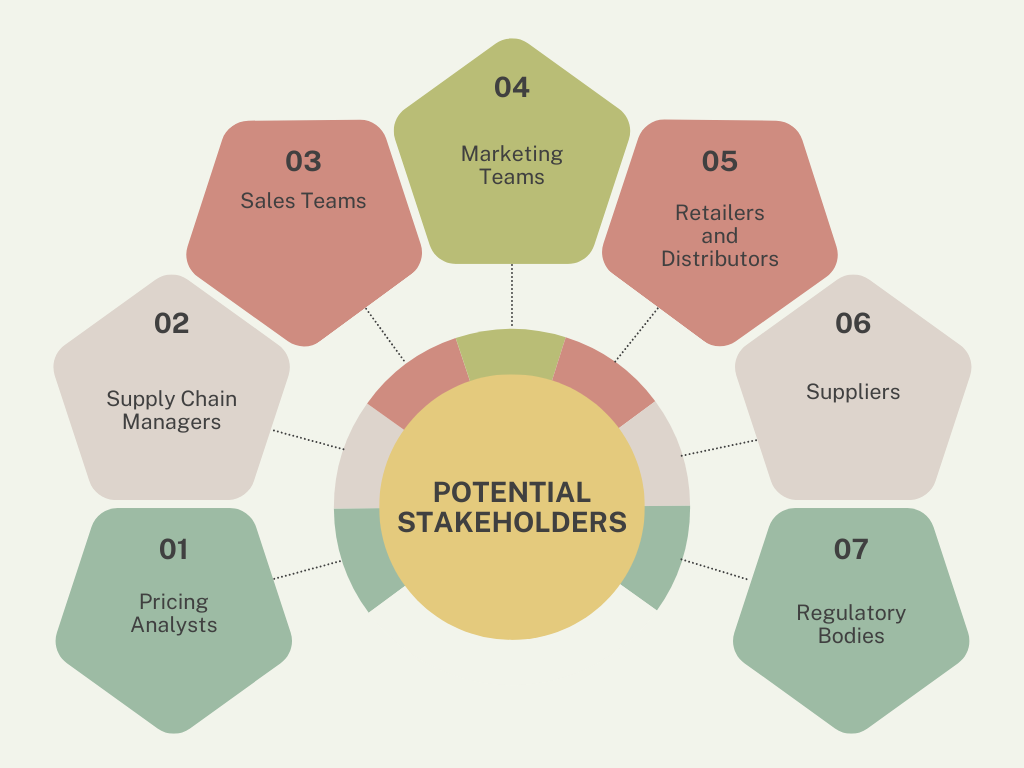 01
Pricing
Analysts
02
Supply Chain
Managers
03
Sales Teams
04
Marketing
Teams
05
Retailers
and
Distributors
06
Suppliers
07
Regulatory
Bodies
POTENTIAL
STAKEHOLDERS